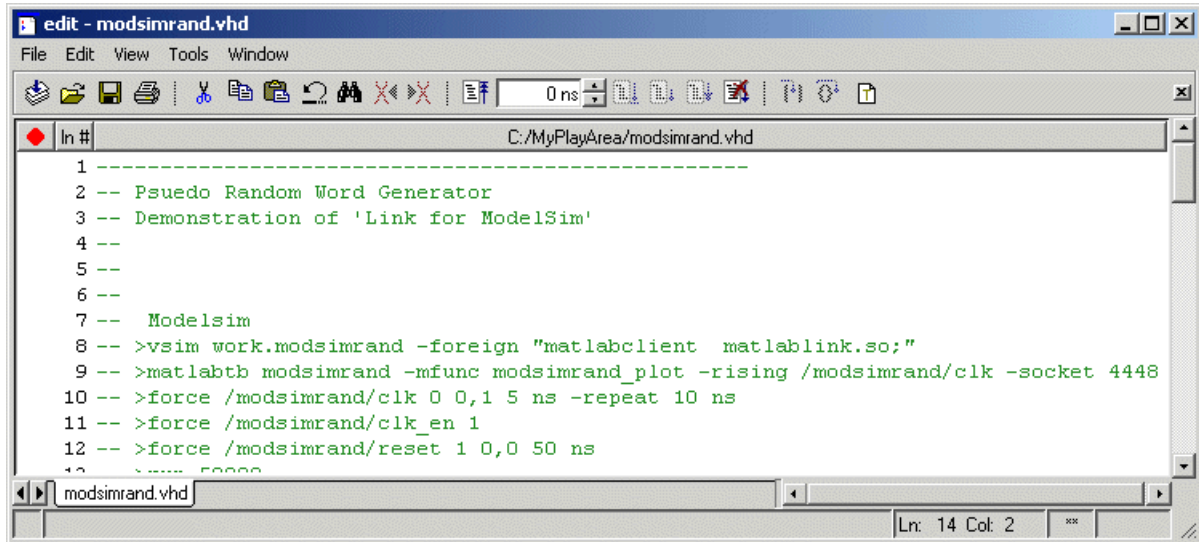 edit - modsimrand.vhd
File Edit View Tools Window
0 ns
ln # C:/MyPlayArea/modsimrand.vhd
1 ---------------------------------------------------
2 -- Psuedo Random Word Generator
3 -- Demonstration of 'Link for ModelSim'
4 --
5 --
6 --
7 --  Modelsim
8 -- >vsim work.modsimrand -foreign "matlabclient  matlablink.so;"
9 -- >matlabtb modsimrand -mfunc modsimrand_plot -rising /modsimrand/clk -socket 4448
10 -- >force /modsimrand/clk 0 0,1 5 ns -repeat 10 ns
11 -- >force /modsimrand/clk_en 1
12 -- >force /modsimrand/reset 1 0,0 50 ns
modsimrand.vhd
Ln: 14 Col: 2